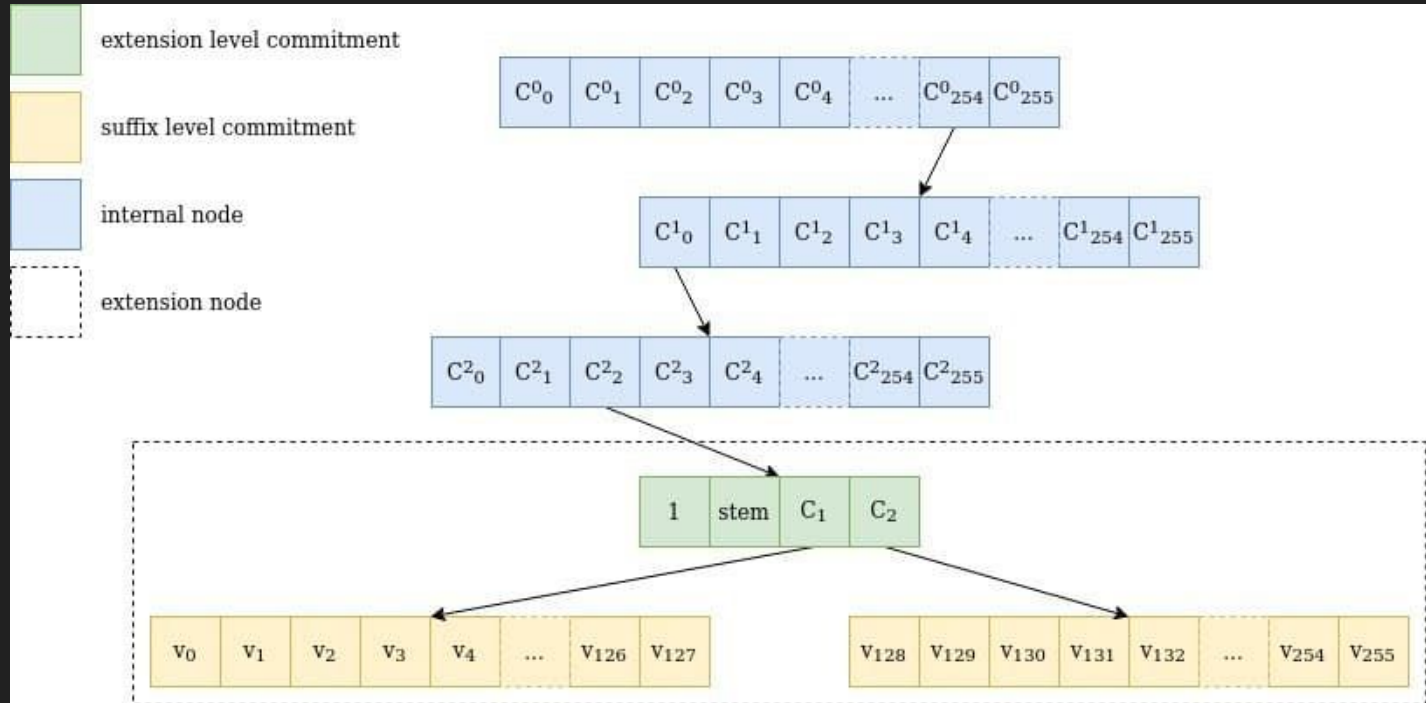 extension level commitment
suffix level commitment
internal node
extension node
C⁰₀ C⁰₁ C⁰₂ C⁰₃ C⁰₄ ... C⁰₂₅₄ C⁰₂₅₅
C¹₀ C¹₁ C¹₂ C¹₃ C¹₄ ... C¹₂₅₄ C¹₂₅₅
C²₀ C²₁ C²₂ C²₃ C²₄ ... C²₂₅₄ C²₂₅₅
1 stem C₁ C₂
v₀ v₁ v₂ v₃ v₄ ... v₁₂₆ v₁₂₇
v₁₂₈ v₁₂₉ v₁₃₀ v₁₃₁ v₁₃₂ ... v₂₅₄ v₂₅₅